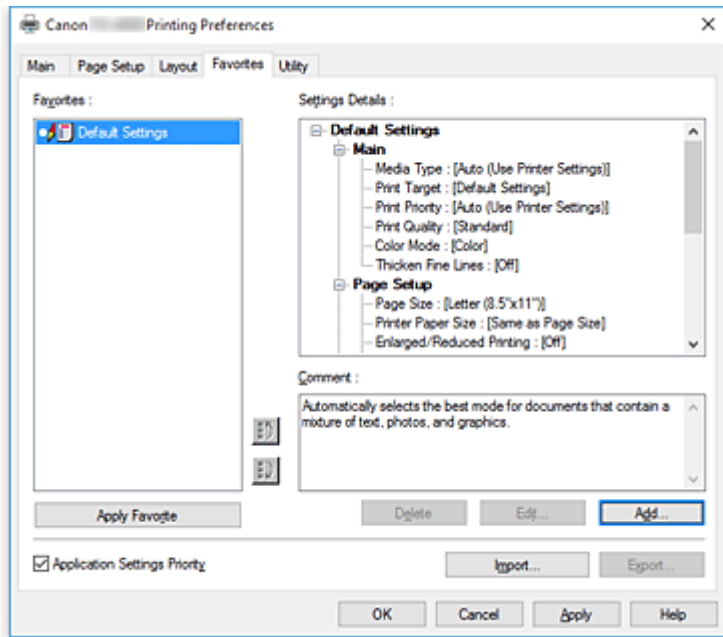 Canon Printing Preferences
Main Page Setup Layout Favorites Utility
Favorites :
Default Settings
Settings Details :
Default Settings
Main
Media Type : [Auto (Use Printer Settings)]
Print Target : [Default Settings]
Print Priority : [Auto (Use Printer Settings)]
Print Quality : [Standard]
Color Mode : [Color]
Thicken Fine Lines : [Off]
Page Setup
Page Size : [Letter (8.5"x11")]
Printer Paper Size : [Same as Page Size]
Enlarged/Reduced Printing : [Off]
Comment :
Automatically selects the best mode for documents that contain a
mixture of text, photos, and graphics.
Apply Favorite
Delete Edit... Add...
Application Settings Priority
Import... Export...
OK Cancel Apply Help